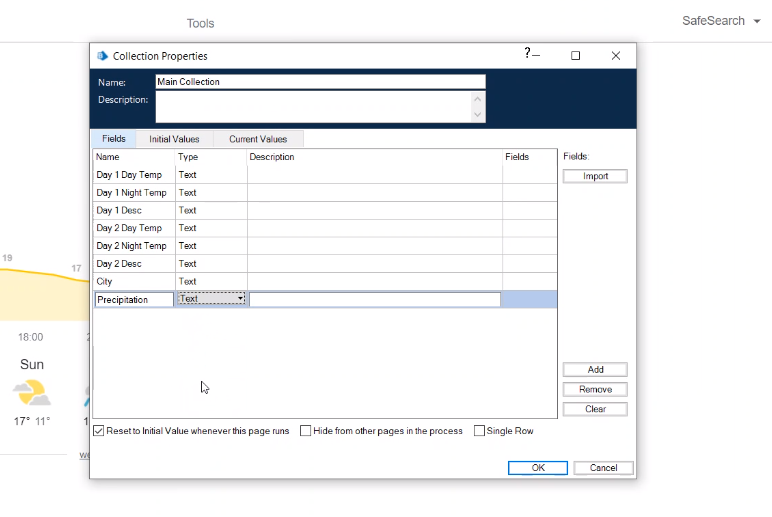 Tools
SafeSearch
Collection Properties
?
Name:
Main Collection
Description:
Fields
Initial Values
Current Values
Name Type Description Fields
Fields:
Import
Day 1 Day Temp Text
Day 1 Night Temp Text
Day 1 Desc Text
Day 2 Day Temp Text
Day 2 Night Temp Text
Day 2 Desc Text
City Text
Precipitation Text
Add
Remove
Clear
Reset to Initial Value whenever this page runs
Hide from other pages in the process
Single Row
OK
Cancel
19
17
18:00
Sun
17° 11°